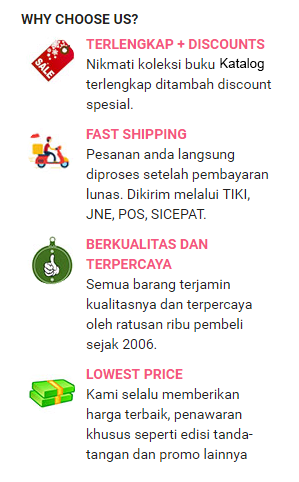 WHY CHOOSE US?
SALE
TERLENGKAP + DISCOUNTS
Nikmati koleksi buku Katalog
terlengkap ditambah discount
spesial.
FAST SHIPPING
Pesanan anda langsung
diproses setelah pembayaran
lunas. Dikirim melalui TIKI,
JNE, POS, SICEPAT.
BERKUALITAS DAN
TERPERCAYA
Semua barang terjamin
kualitasnya dan terpercaya
oleh ratusan ribu pembeli
sejak 2006.
LOWEST PRICE
Kami selalu memberikan
harga terbaik, penawaran
khusus seperti edisi tanda-
tangan dan promo lainnya